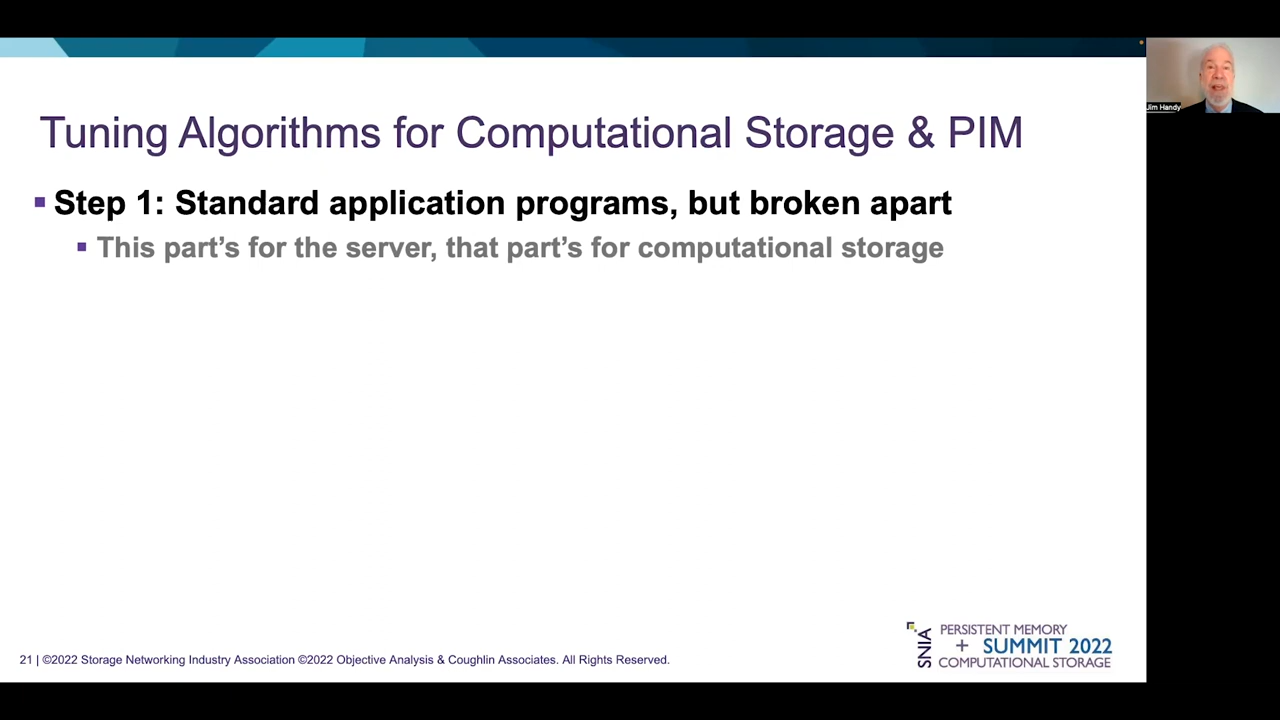 Jim Handy
Tuning Algorithms for Computational Storage & PIM
Step 1: Standard application programs, but broken apart
This part's for the server, that part's for computational storage
21 | ©2022 Storage Networking Industry Association ©2022 Objective Analysis & Coughlin Associates. All Rights Reserved.
SNIA
PERSISTENT MEMORY
+ SUMMIT 2022
COMPUTATIONAL STORAGE